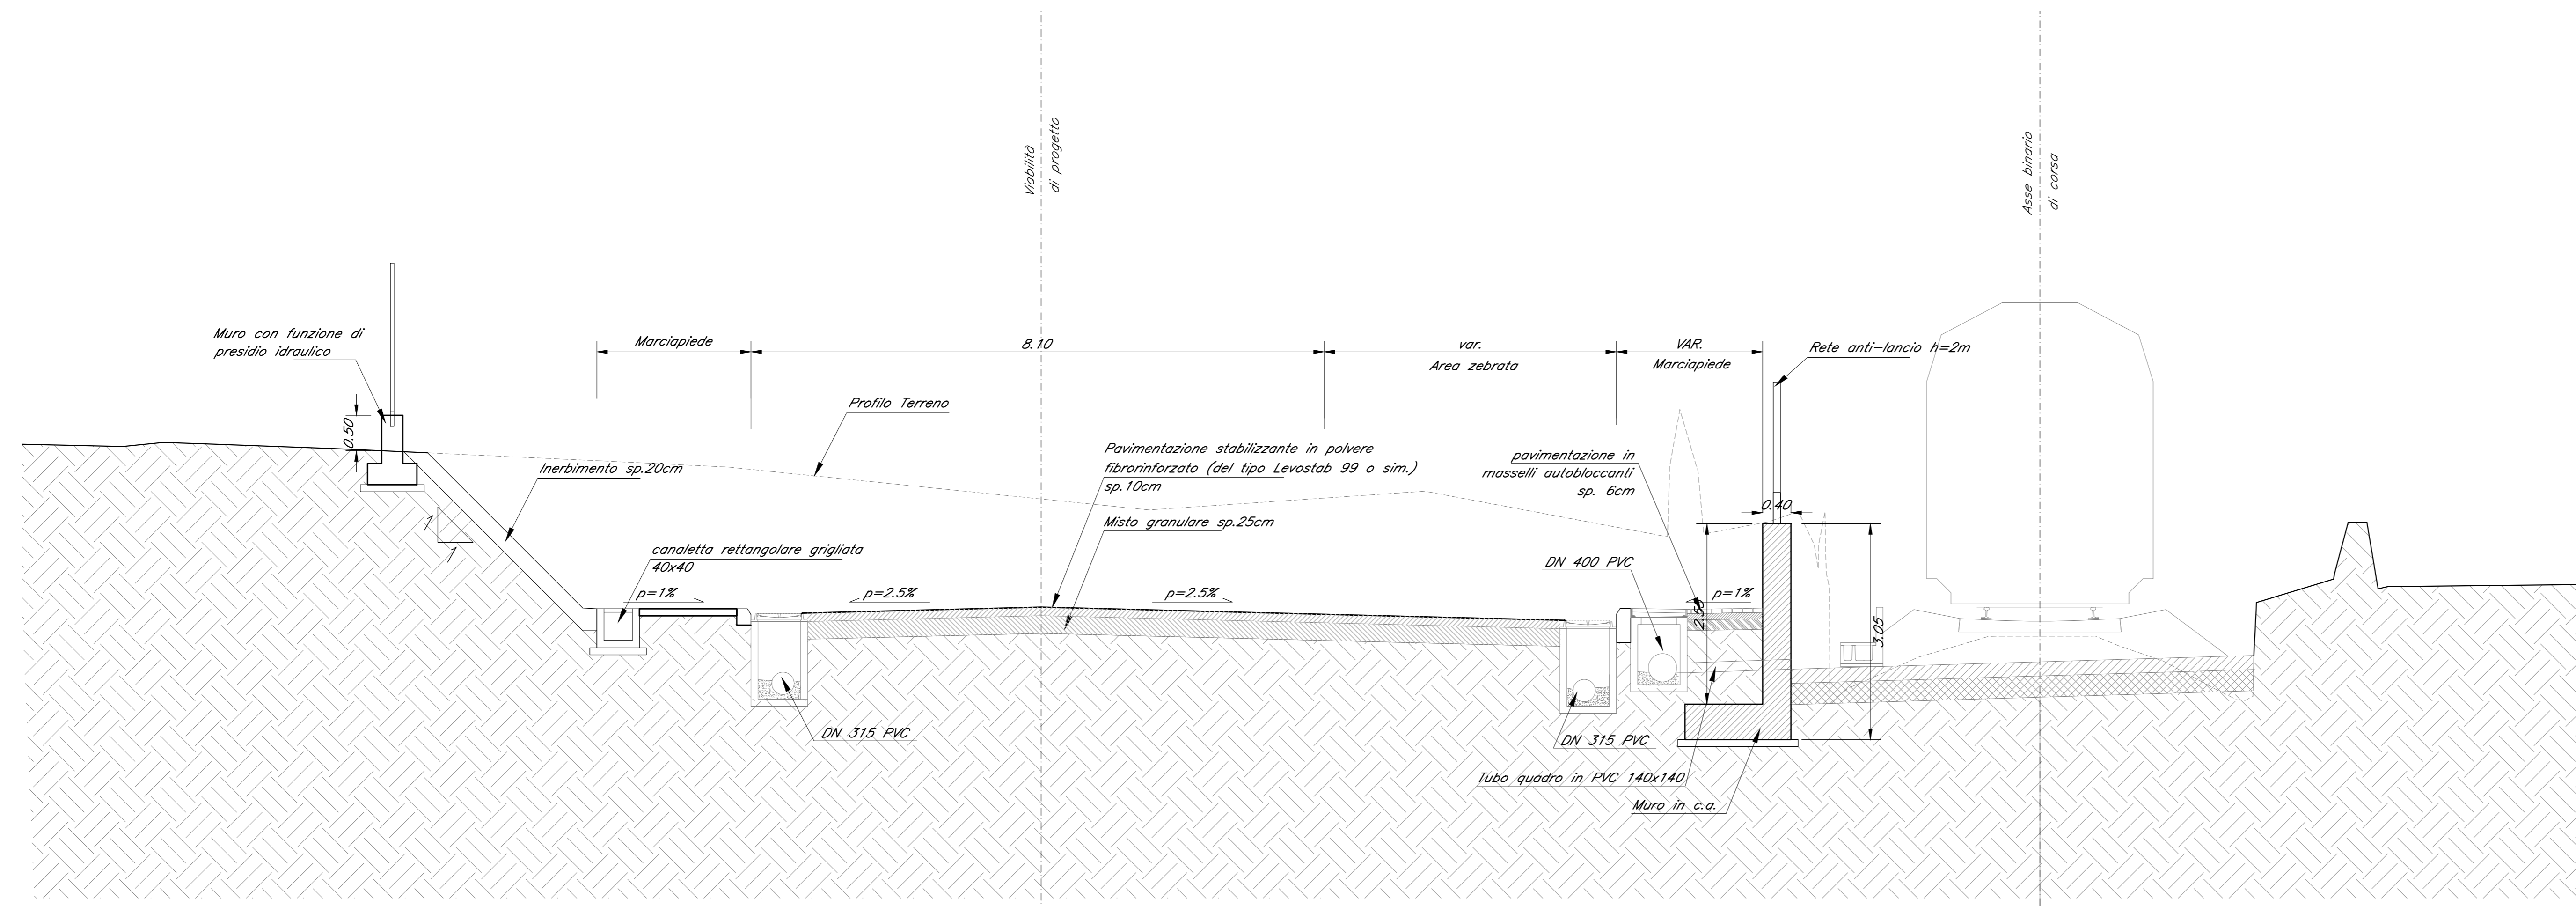 Viabilità
di progetto
Asse binario
di corsa
Muro con funzione di
presidio idraulico
Marciapiede
8.10
var.
Area zebrata
VAR.
Marciapiede
Rete anti-lancio h=2m
0.50
Profilo Terreno
Inerbimento sp.20cm
1
1
Pavimentazione stabilizzante in polvere
fibrorinforzato (del tipo Levostab 99 o sim.)
sp.10cm
Misto granulare sp.25cm
pavimentazione in
masselli autobloccanti
sp. 6cm
0.40
canaletta rettangolare grigliata
40x40
DN 400 PVC
p=1%
p=2.5%
p=2.5%
p=1%
2.55
3.05
DN 315 PVC
DN 315 PVC
Tubo quadro in PVC 140x140
Muro in c.a.